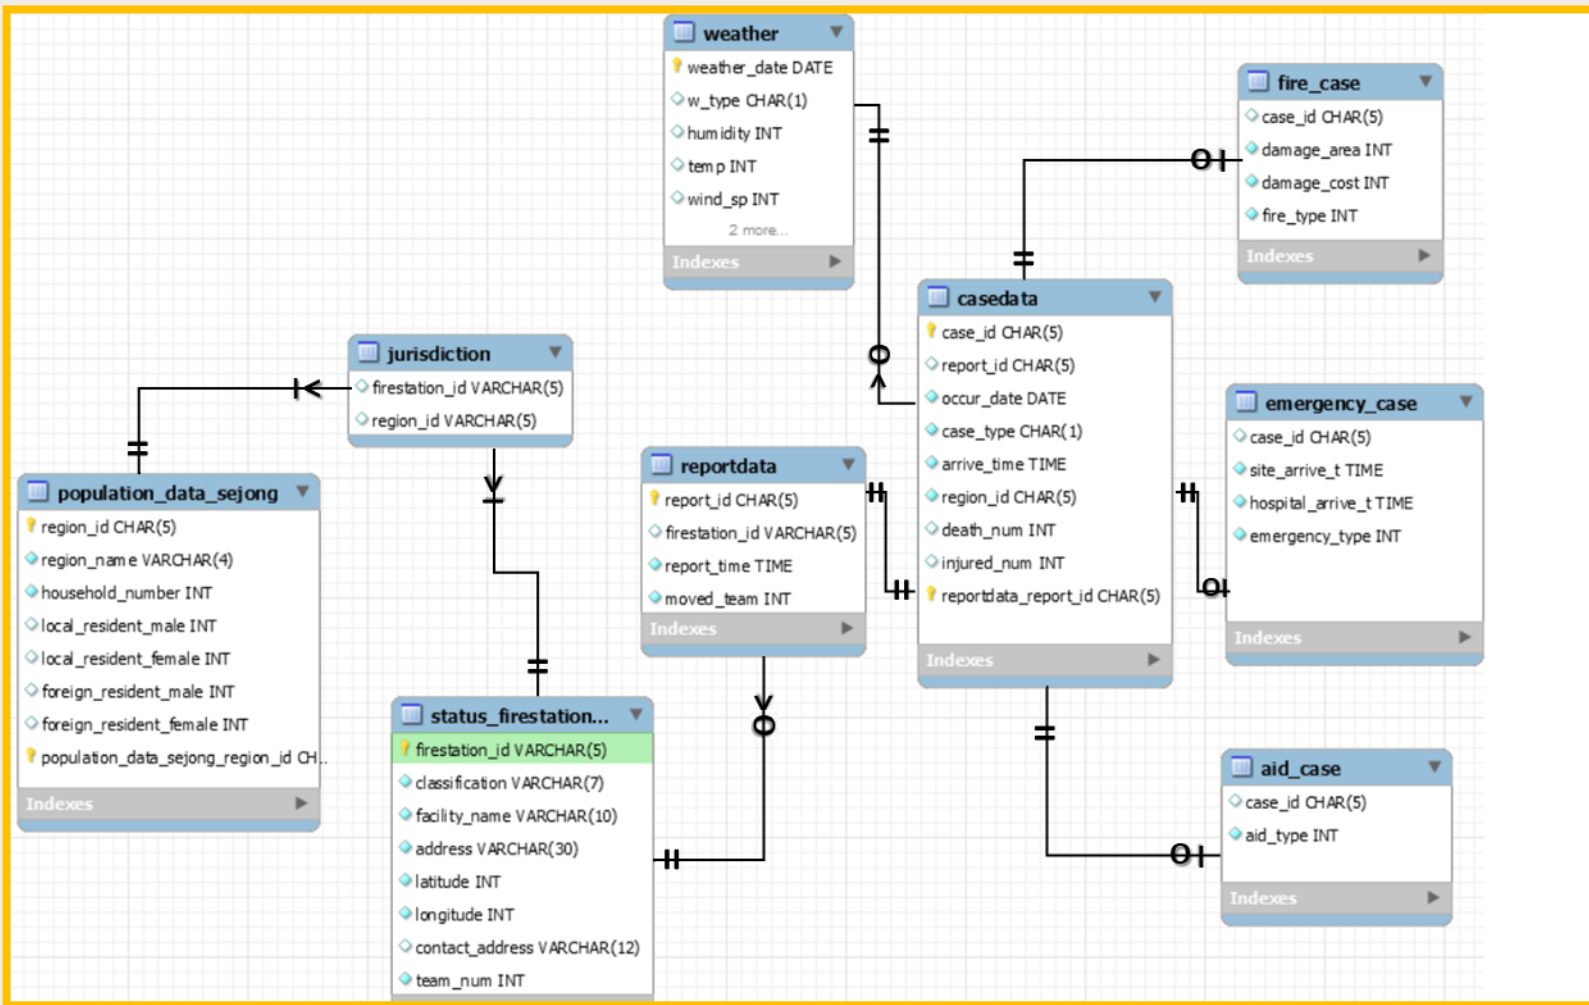 weather
weather_date DATE
w_type CHAR(1)
humidity INT
temp INT
wind_sp INT
2 more...
Indexes
fire_case
case_id CHAR(5)
damage_area INT
damage_cost INT
fire_type INT
Indexes
jurisdiction
firestation_id VARCHAR(5)
region_id VARCHAR(5)
casedata
case_id CHAR(5)
report_id CHAR(5)
occur_date DATE
case_type CHAR(1)
arrive_time TIME
region_id CHAR(5)
death_num INT
injured_num INT
reportdata_report_id CHAR(5)
Indexes
emergency_case
case_id CHAR(5)
site_arrive_t TIME
hospital_arrive_t TIME
emergency_type INT
Indexes
population_data_sejong
region_id CHAR(5)
region_name VARCHAR(4)
household_number INT
local_resident_male INT
local_resident_female INT
foreign_resident_male INT
foreign_resident_female INT
population_data_sejong_region_id CH...
Indexes
reportdata
report_id CHAR(5)
firestation_id VARCHAR(5)
report_time TIME
moved_team INT
Indexes
status_firestation...
firestation_id VARCHAR(5)
classification VARCHAR(7)
facility_name VARCHAR(10)
address VARCHAR(30)
latitude INT
longitude INT
contact_address VARCHAR(12)
team_num INT
aid_case
case_id CHAR(5)
aid_type INT
Indexes